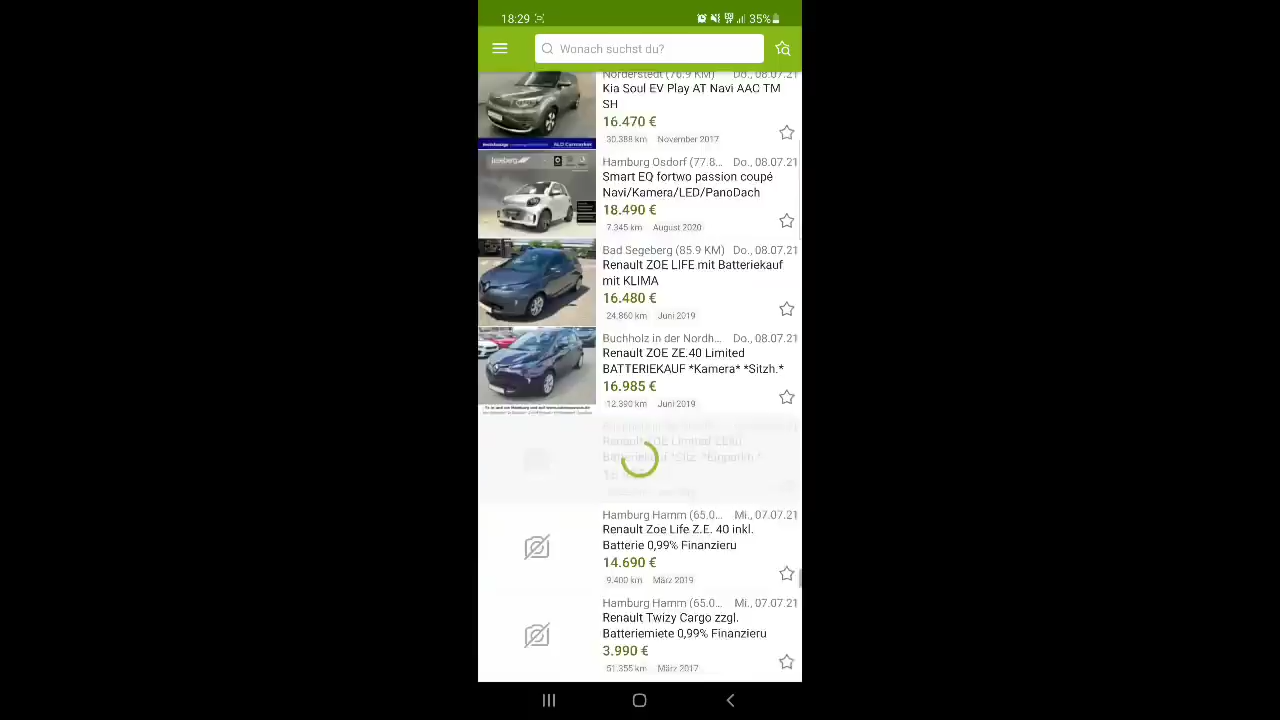 18:29
35%
Wonach suchst du?
Norderstedt (76.9 KM) Do., 08.07.21
Kia Soul EV Play AT Navi AAC TM
SH
16.470 €
30.388 km November 2017
Hamburg Osdorf (77.8... Do., 08.07.21
Smart EQ fortwo passion coupé
Navi/Kamera/LED/PanoDach
18.490 €
7.345 km August 2020
Bad Segeberg (85.9 KM) Do., 08.07.21
Renault ZOE LIFE mit Batteriekauf
mit KLIMA
16.480 €
24.860 km Juni 2019
Buchholz in der Nordh... Do., 08.07.21
Renault ZOE ZE.40 Limited
BATTERIEKAUF *Kamera* *Sitzh.*
16.985 €
12.390 km Juni 2019
Renault ZOE Limited
Hamburg Hamm (65.0... Mi., 07.07.21
Renault Zoe Life Z.E. 40 inkl.
Batterie 0,99% Finanzieru
14.690 €
9.400 km März 2019
Hamburg Hamm (65.0... Mi., 07.07.21
Renault Twizy Cargo zzgl.
Batteriemiete 0,99% Finanzieru
3.990 €
51.355 km März 2017